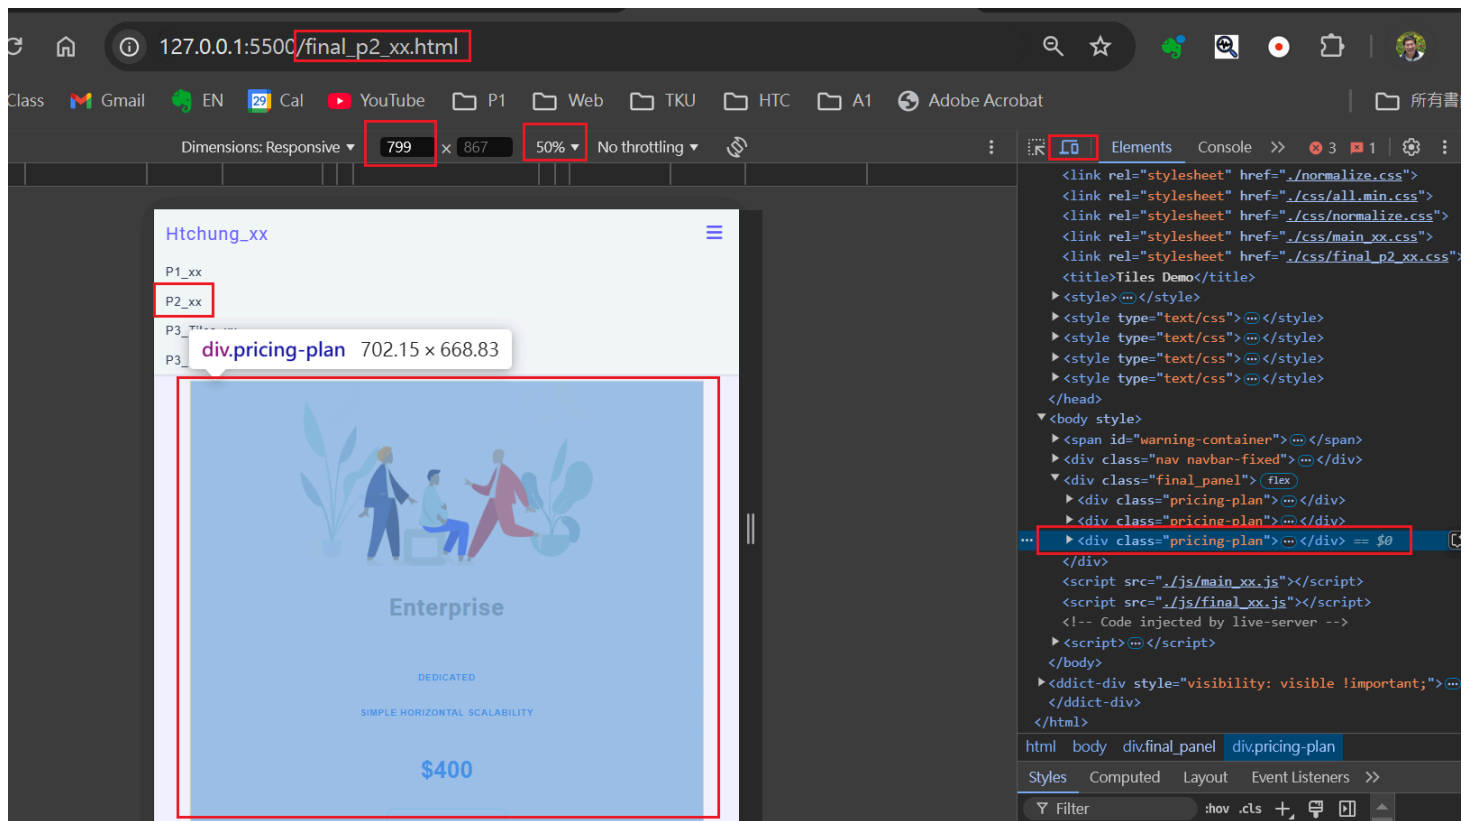 127.0.0.1:5500/final_p2_xx.html
Class Gmail EN 29 Cal YouTube P1 Web TKU HTC A1 Adobe Acrobat 所有書
Dimensions: Responsive ▼ 799 × 867 50% ▼ No throttling ▼
Elements Console >> 3 1
Htchung_xx
P1_xx
P2_xx
P3_Tiles_xx
P3_
div.pricing-plan 702.15 × 668.83
Enterprise
DEDICATED
SIMPLE HORIZONTAL SCALABILITY
$400
<link rel="stylesheet" href="./normalize.css">
<link rel="stylesheet" href="./css/all.min.css">
<link rel="stylesheet" href="./css/normalize.css">
<link rel="stylesheet" href="./css/main_xx.css">
<link rel="stylesheet" href="./css/final_p2_xx.css">
<title>Tiles Demo</title>
▶<style>⋯</style>
▶<style type="text/css">⋯</style>
▶<style type="text/css">⋯</style>
▶<style type="text/css">⋯</style>
▶<style type="text/css">⋯</style>
</head>
▼<body style>
▶<span id="warning-container">⋯</span>
▶<div class="nav navbar-fixed">⋯</div>
▼<div class="final_panel"> flex
▶<div class="pricing-plan">⋯</div>
▶<div class="pricing-plan">⋯</div>
⋯ ▶<div class="pricing-plan">⋯</div> == $0
</div>
<script src="./js/main_xx.js"></script>
<script src="./js/final_xx.js"></script>
<!-- Code injected by live-server -->
▶<script>⋯</script>
</body>
▶<ddict-div style="visibility: visible !important;">⋯
</ddict-div>
</html>
html body div.final_panel div.pricing-plan
Styles Computed Layout Event Listeners >>
Filter :hov .cls +